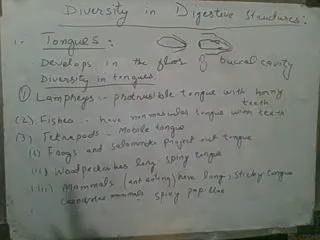 Diversity in Digestive Structures:
1. Tongues:
Develops in the floor of buccal cavity
Diversity in tongues.
(1) Lampreys:- protrusible tongue with horny
teeth
(2). Fishes - have non muscular tongue with teeth
(3) Tetrapods - Mobile tongue
(i) Frogs and salamanders project out tongue
(ii) Woodpecker has long spiny tongue
(iii) Mammals (ant eating) have long, sticky tongue
Carnivores mammals spiny papillae